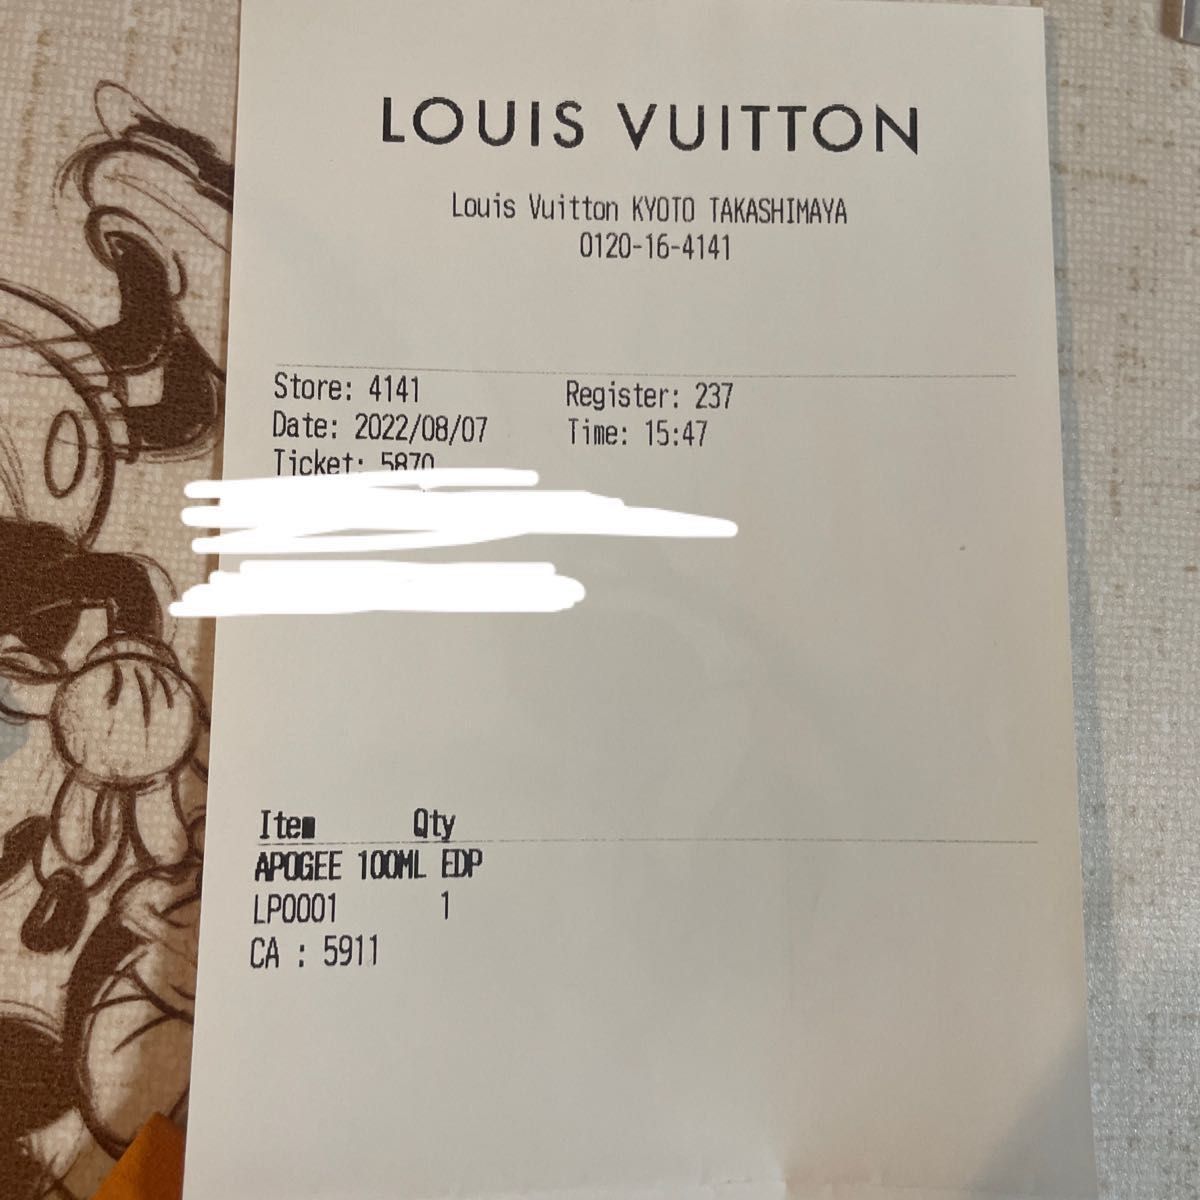 LOUIS VUITTON
Louis Vuitton KYOTO TAKASHIMAYA
0120-16-4141
Store: 4141 Register: 237
Date: 2022/08/07 Time: 15:47
Ticket: 5870
Item Qty
APOGEE 100ML EDP
LP0001 1
CA : 5911